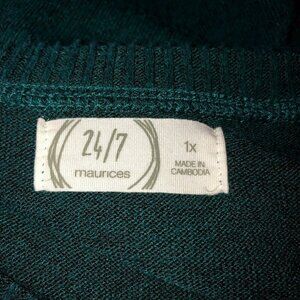 24/7
maurices
1x
MADE IN
CAMBODIA